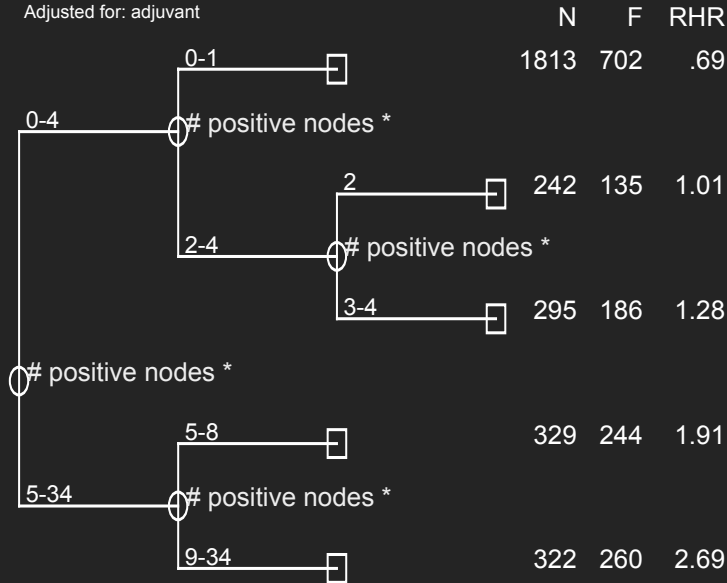 Adjusted for: adjuvant
N F RHR
0-1 1813 702 .69
0-4 # positive nodes *
2 242 135 1.01
2-4 # positive nodes *
3-4 295 186 1.28
# positive nodes *
5-8 329 244 1.91
5-34 # positive nodes *
9-34 322 260 2.69